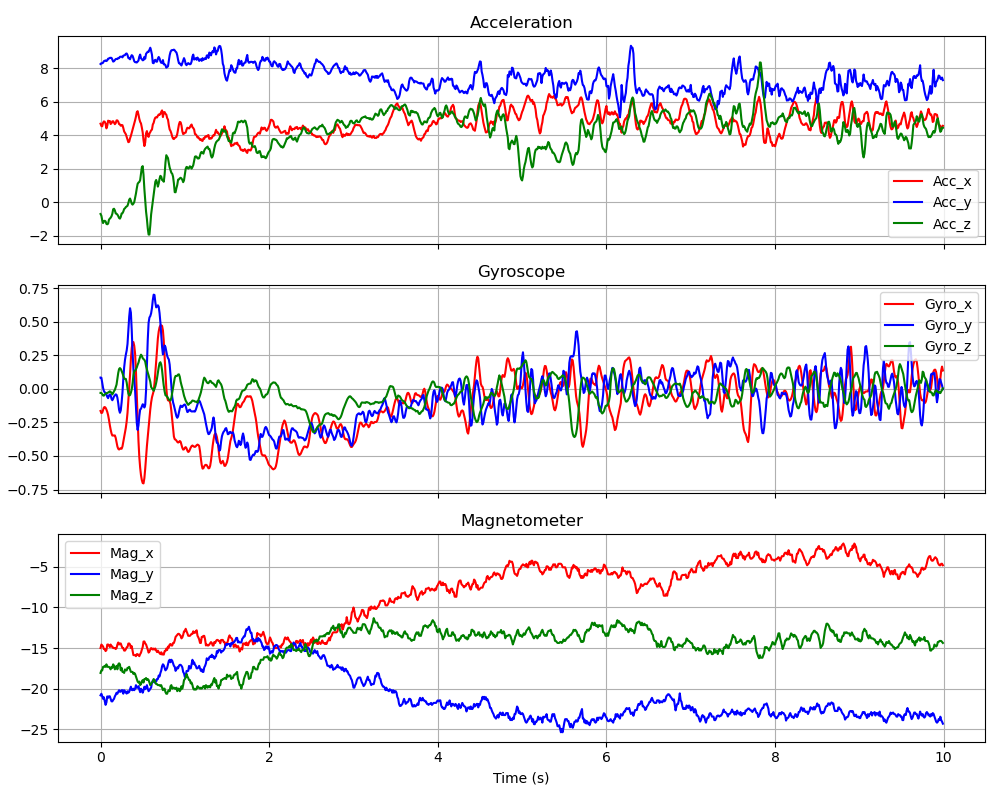 Acceleration
8
6
4
2
0
−2
Acc_x
Acc_y
Acc_z
Gyroscope
0.75
0.50
0.25
0.00
−0.25
−0.50
−0.75
Gyro_x
Gyro_y
Gyro_z
Magnetometer
−5
−10
−15
−20
−25
Mag_x
Mag_y
Mag_z
0 2 4 6 8 10
Time (s)